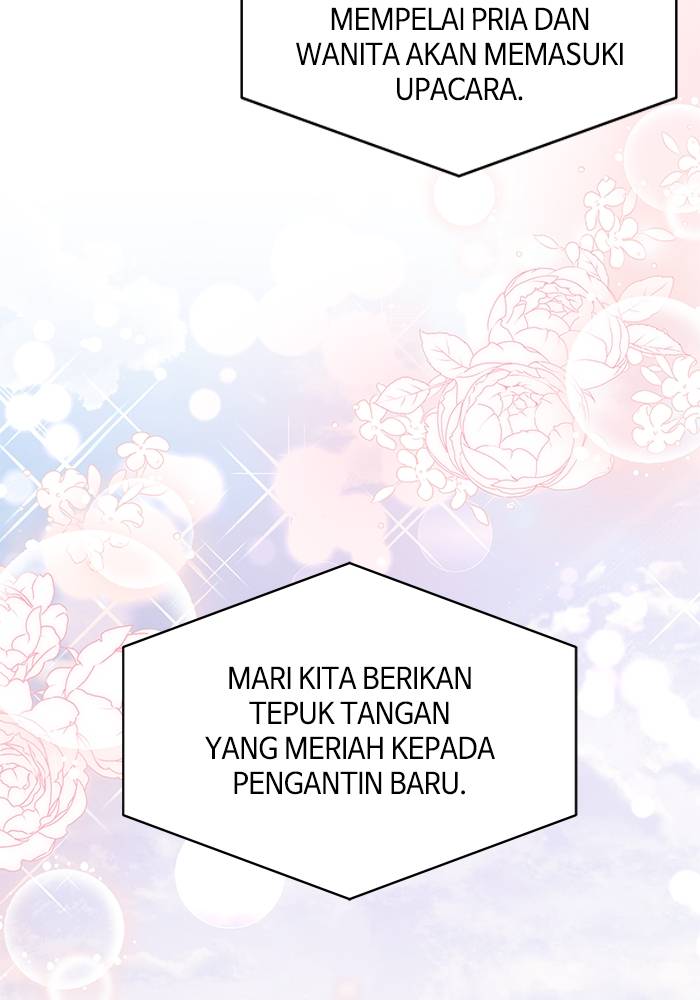 MEMPELAI PRIA DAN
WANITA AKAN MEMASUKI
UPACARA.
MARI KITA BERIKAN
TEPUK TANGAN
YANG MERIAH KEPADA
PENGANTIN BARU.